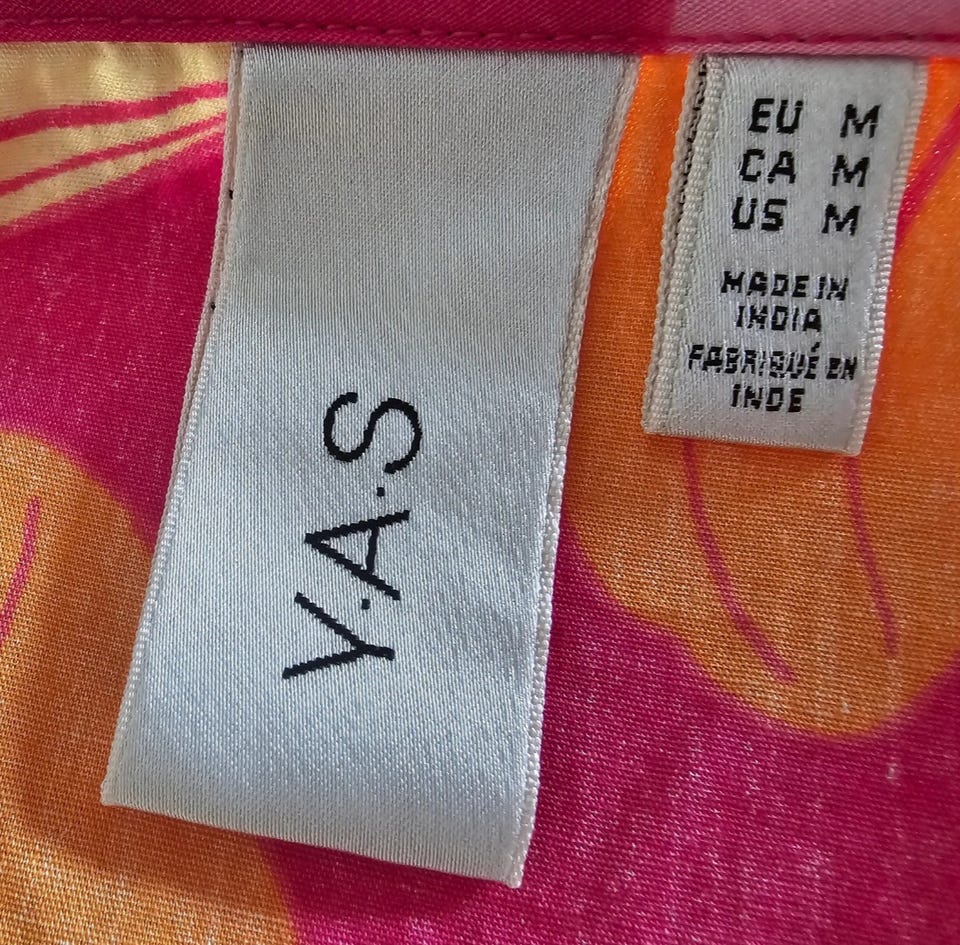 Y.A.S
EU M
CA M
US M
MADE IN
INDIA
FABRIQUÉ EN
INDE